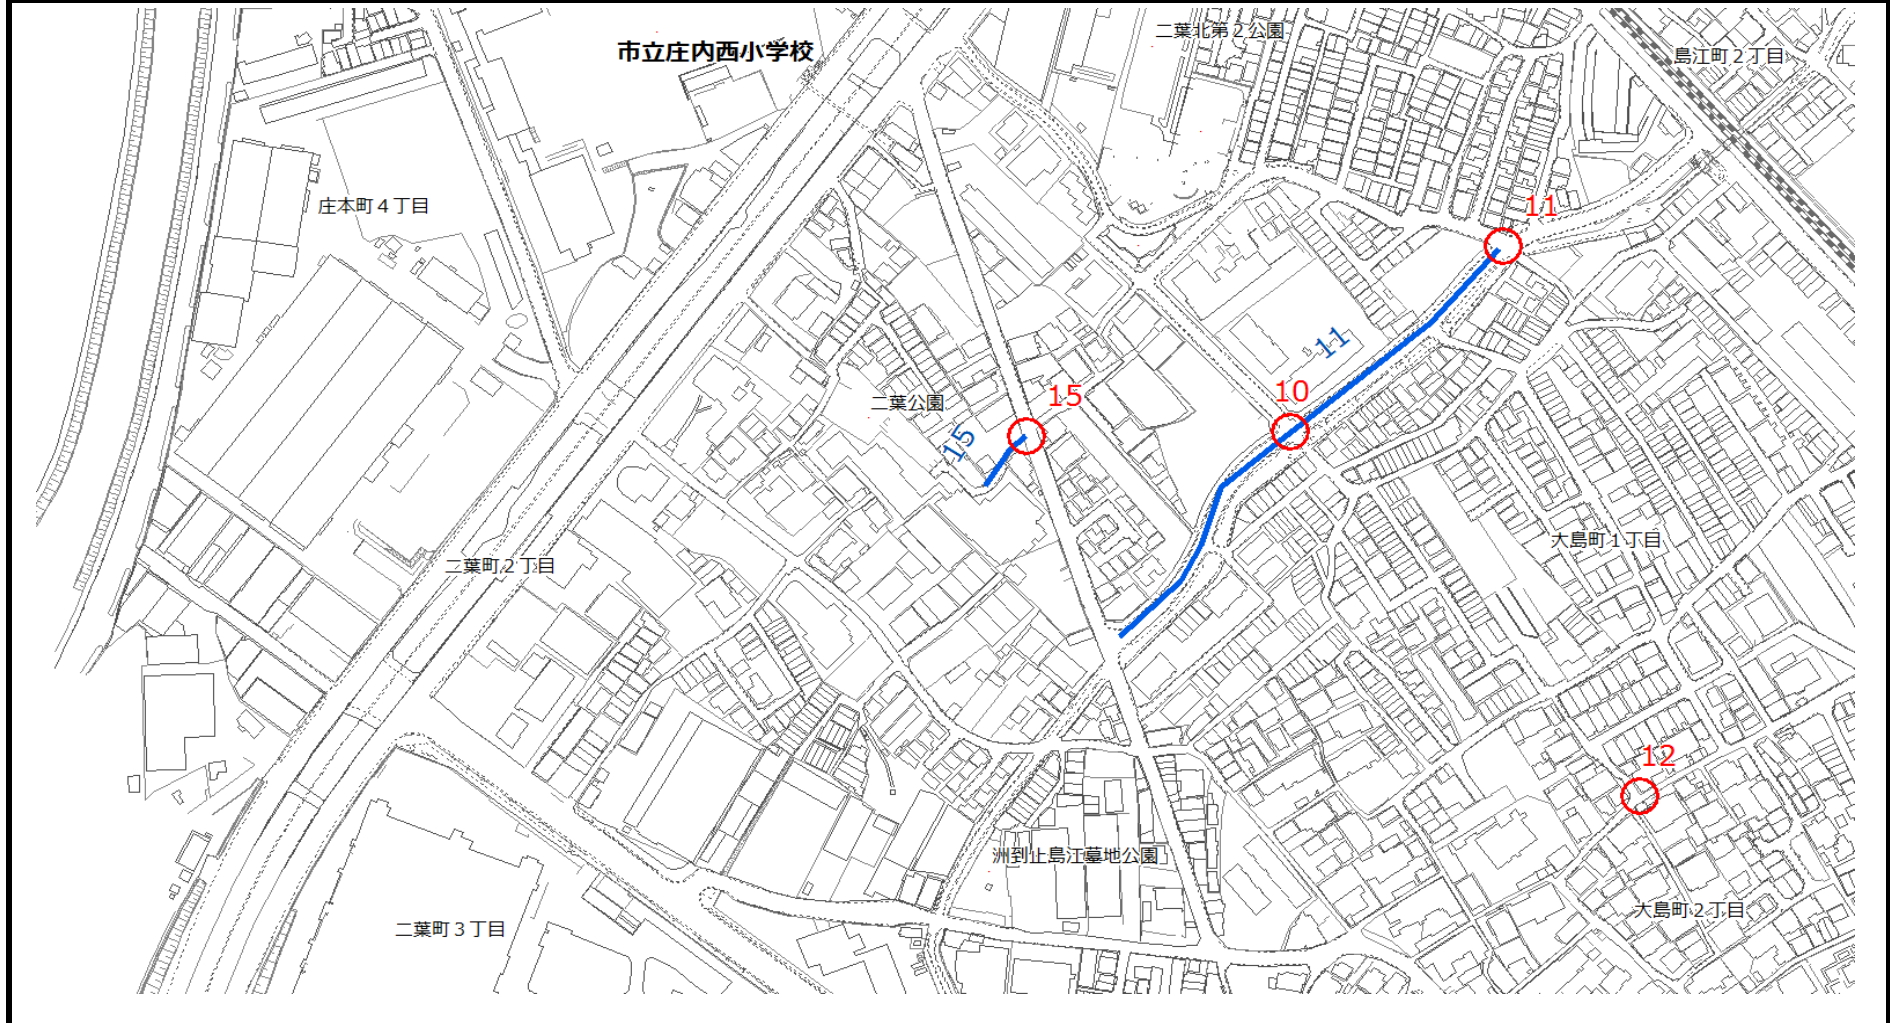 二葉北第２公園
市立庄内西小学校
島江町２丁目
庄本町４丁目
11
11
10
15
二葉公園
15
大島町１丁目
二葉町２丁目
12
洲到止島江墓地公園
大島町２丁目
二葉町３丁目